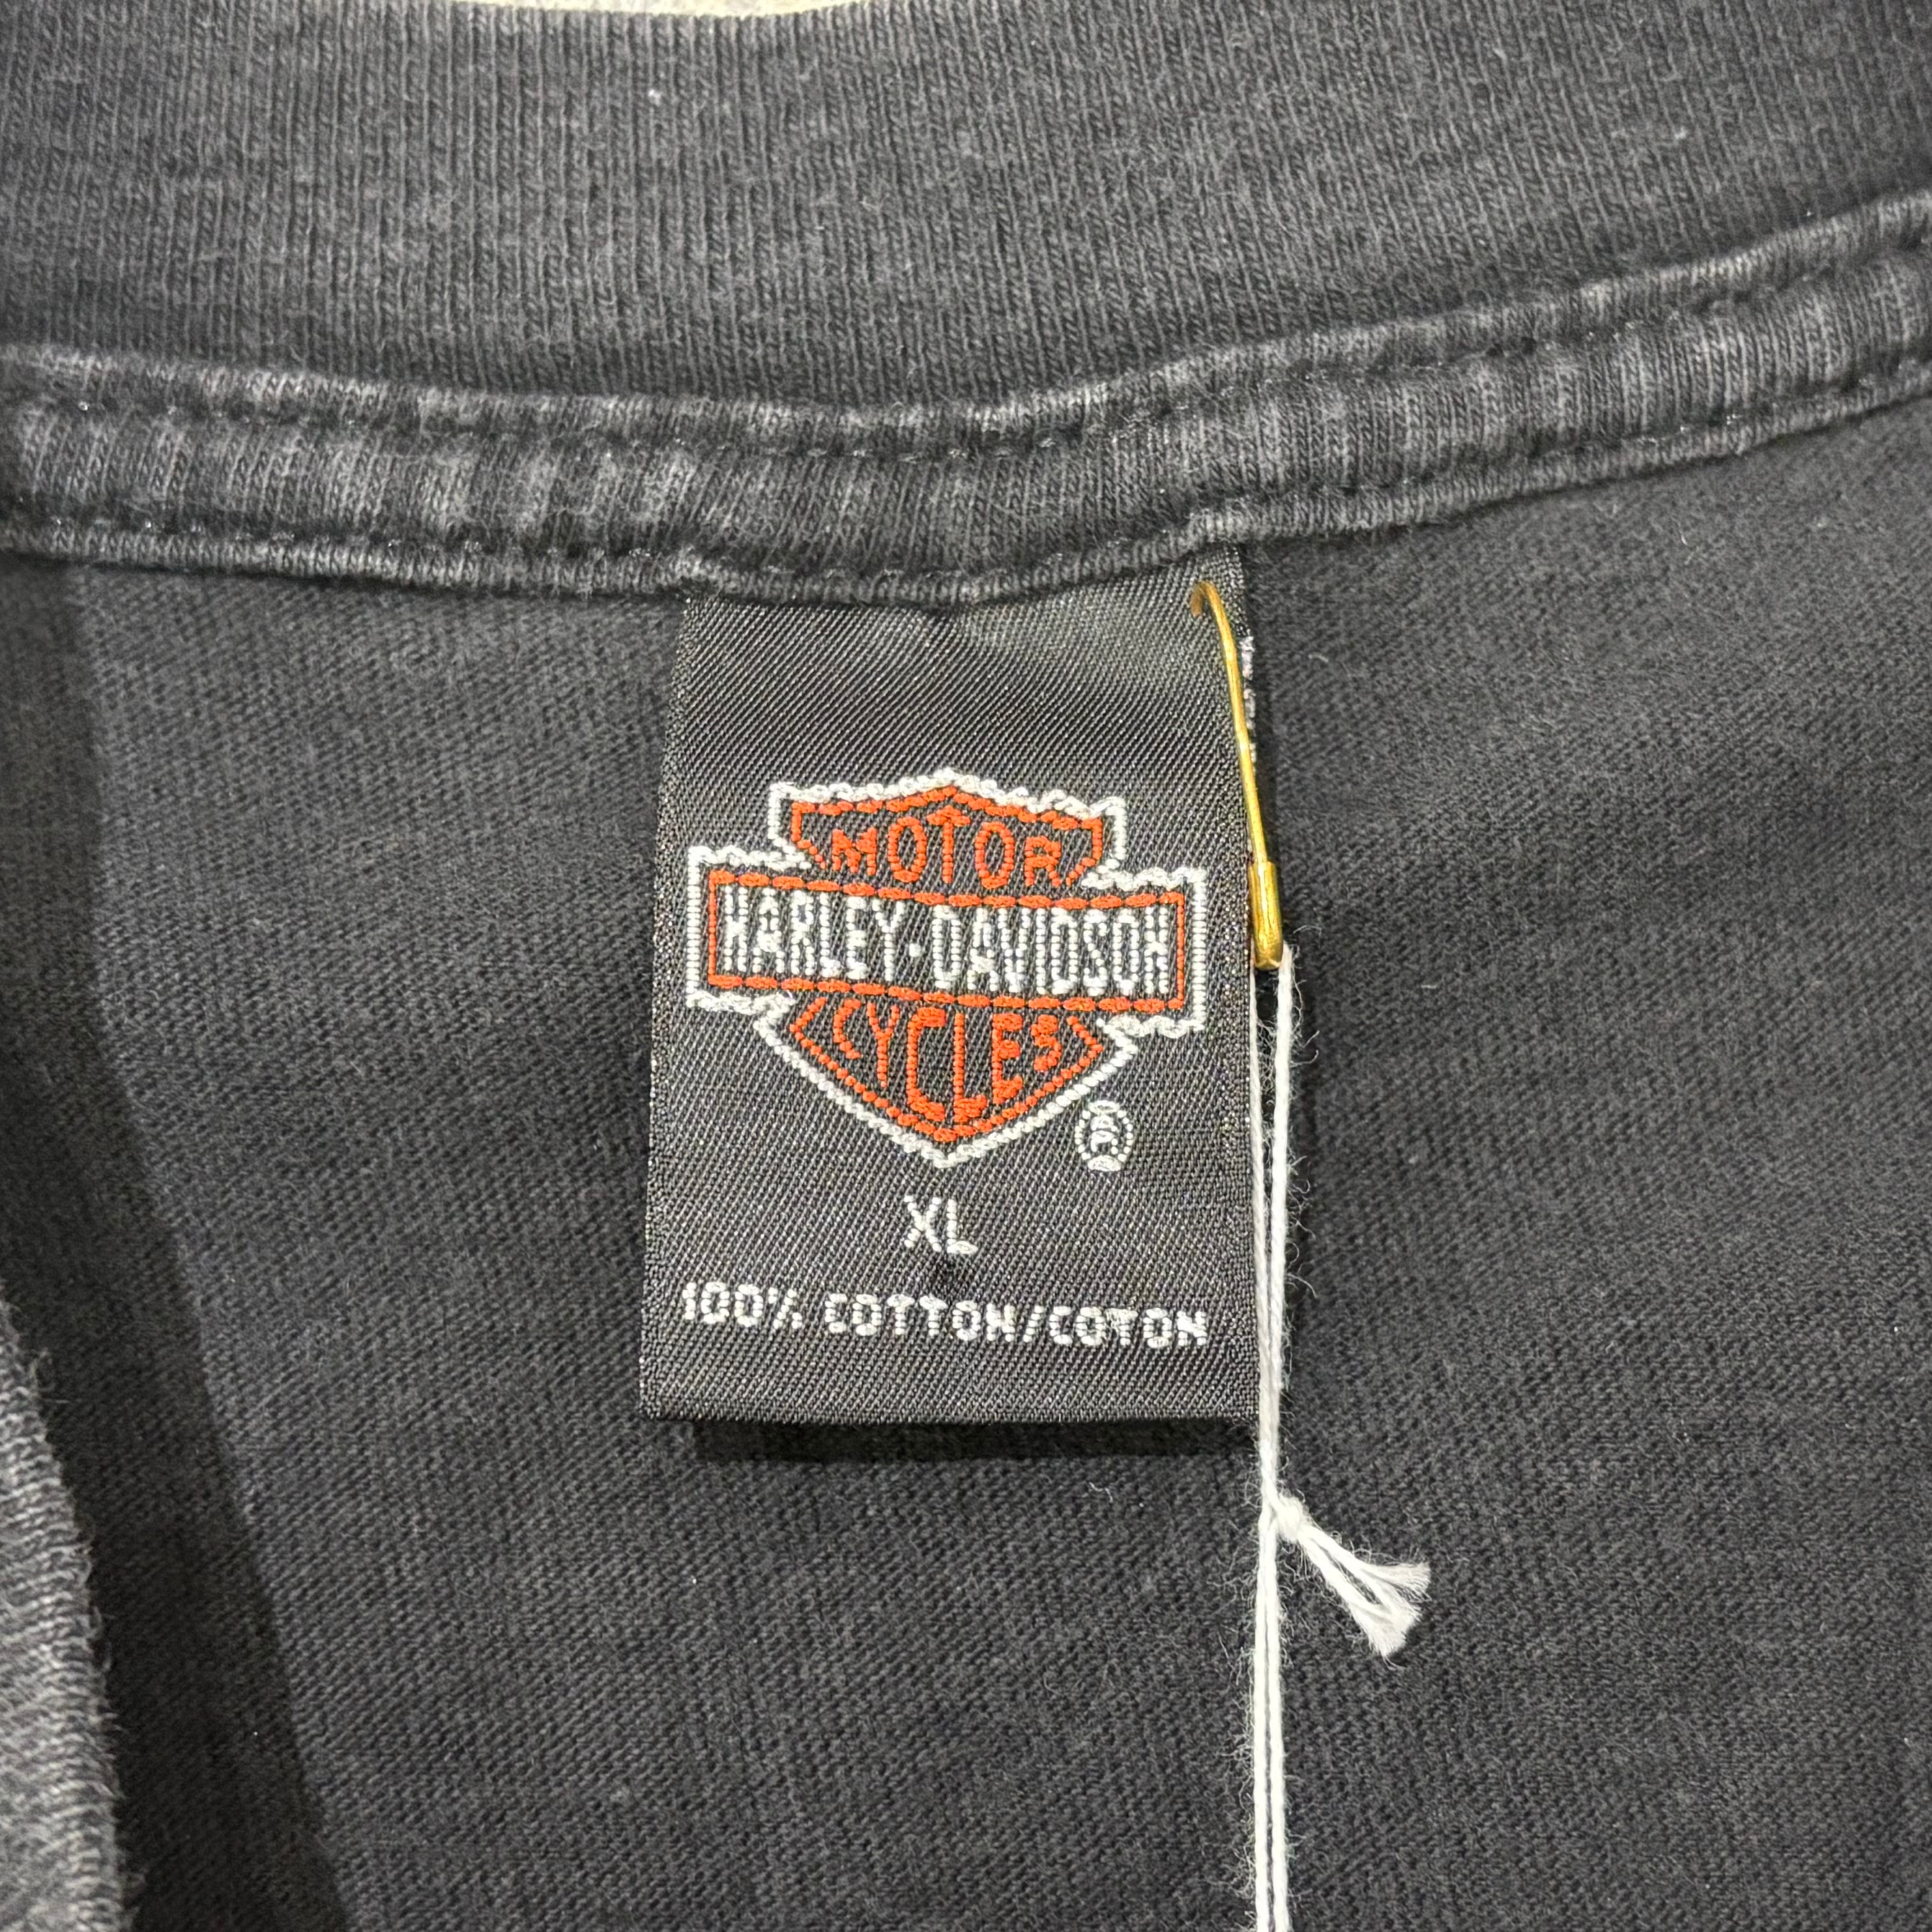 MOTOR
HARLEY-DAVIDSON
CYCLES
®
XL
100% COTTON/COTON